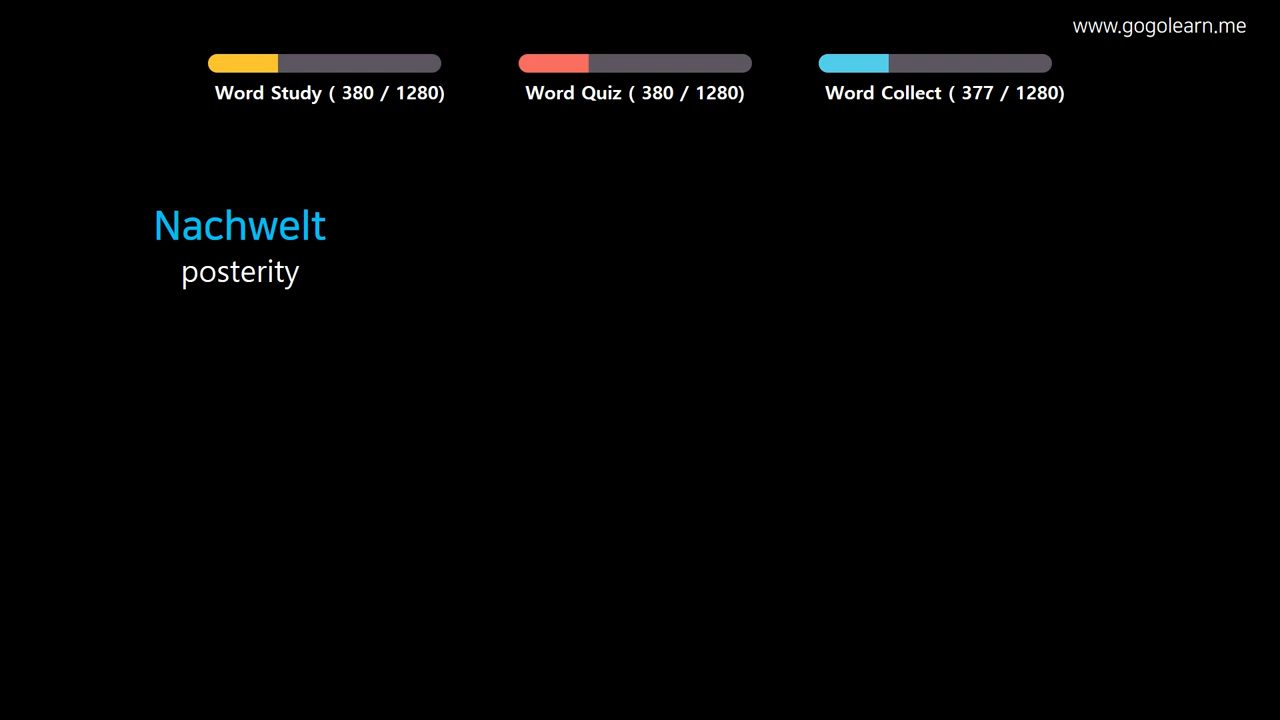 www.gogolearn.me
Word Study ( 380 / 1280)
Word Quiz ( 380 / 1280)
Word Collect ( 377 / 1280)
Nachwelt
posterity